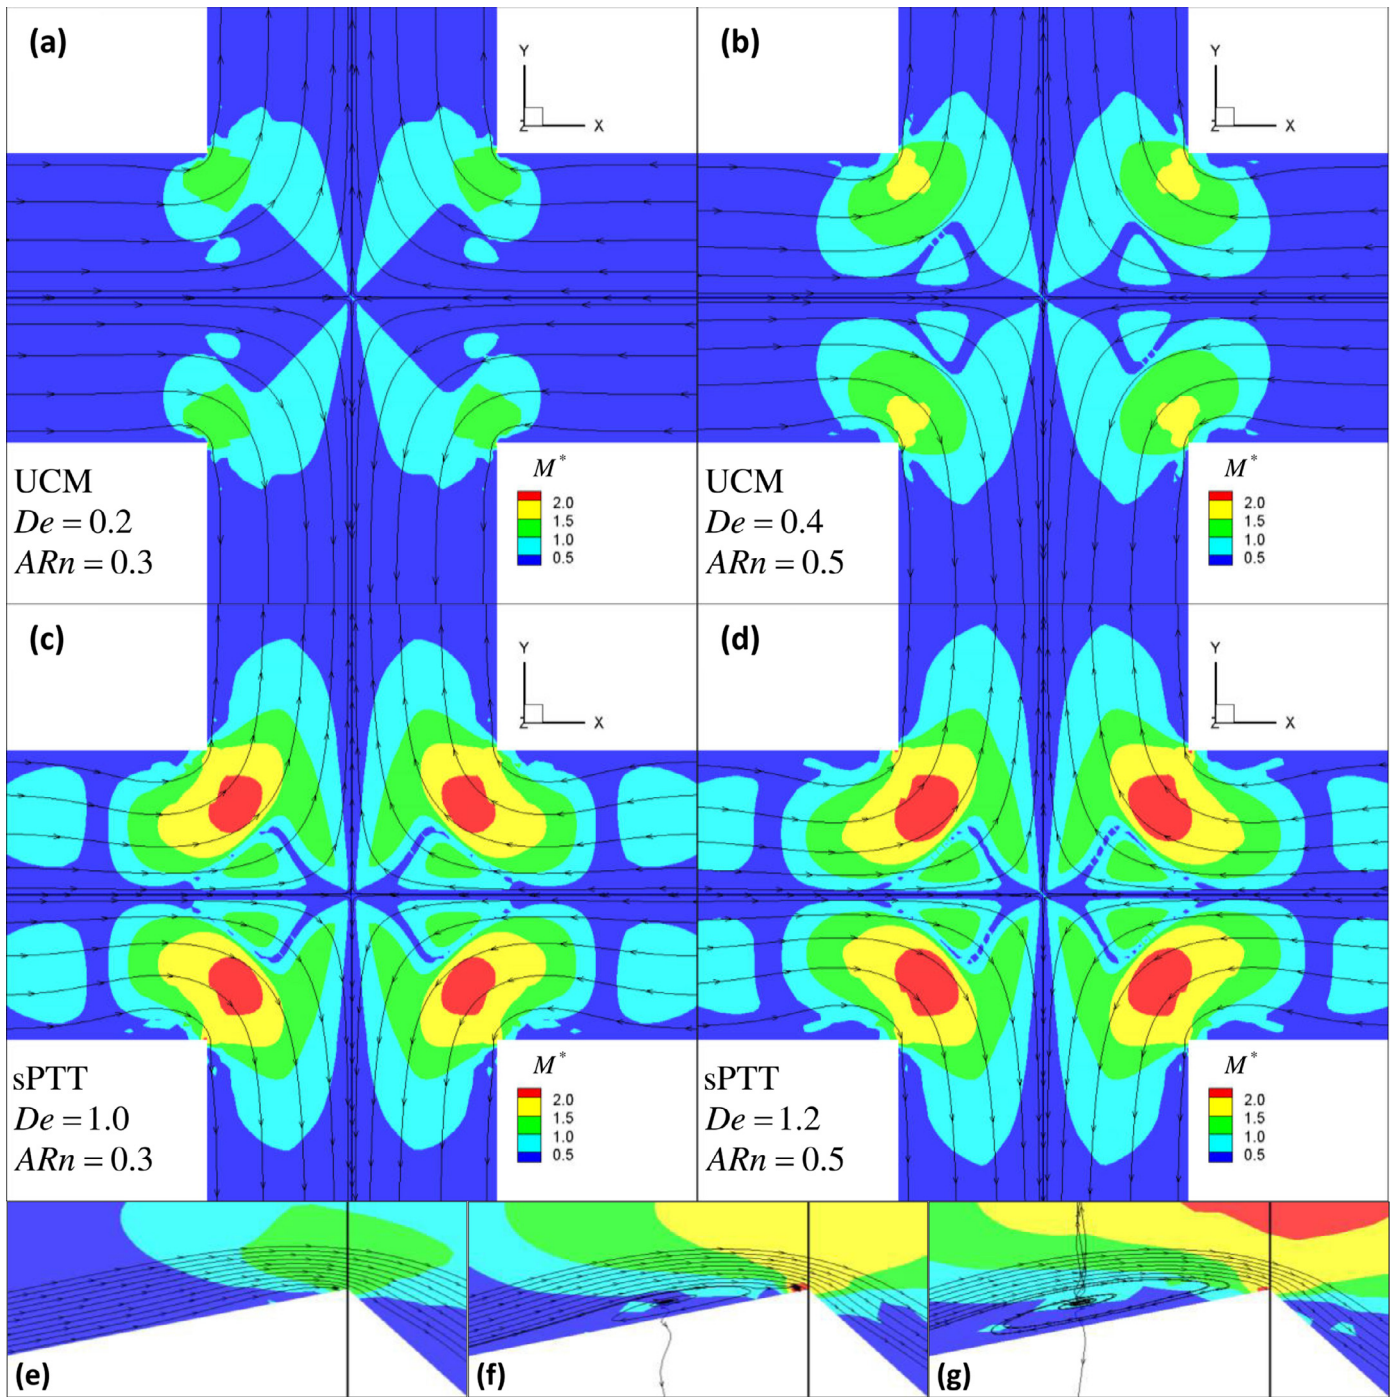 (a)
Y
Z X
UCM
De = 0.2
ARn = 0.3
M*
2.0
1.5
1.0
0.5
(b)
Y
Z X
UCM
De = 0.4
ARn = 0.5
M*
2.0
1.5
1.0
0.5
(c)
Y
Z X
sPTT
De = 1.0
ARn = 0.3
M*
2.0
1.5
1.0
0.5
(d)
Y
Z X
sPTT
De = 1.2
ARn = 0.5
M*
2.0
1.5
1.0
0.5
(e)
(f)
(g)